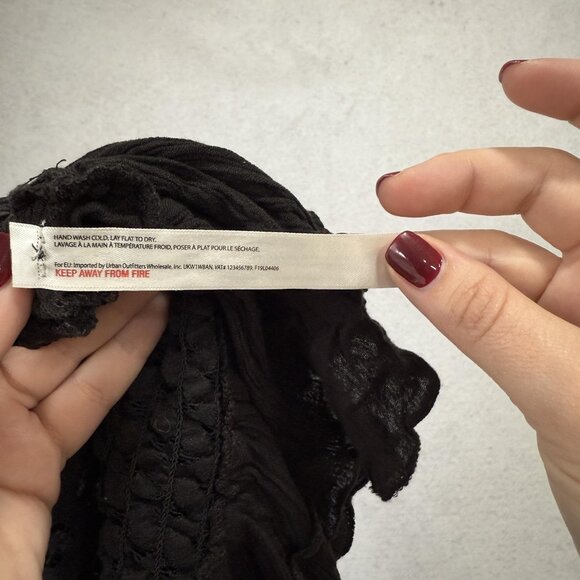 HAND WASH COLD, LAY FLAT TO DRY.
LAVAGE À LA MAIN À TEMPÉRATURE FROID, POSER À PLAT POUR LE SÉCHAGE.
For EU: Imported by Urban Outfitters Wholesale, Inc. UKW1W8AN, VAT# 123456789, F19L04406
KEEP AWAY FROM FIRE